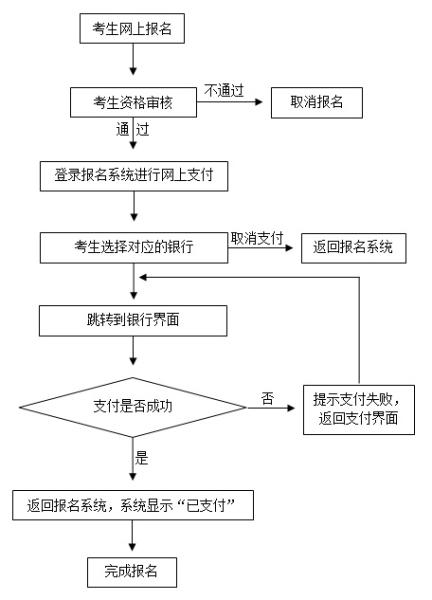 考生网上报名
考生资格审核
不通过
取消报名
通过
登录报名系统进行网上支付
考生选择对应的银行
取消支付
返回报名系统
跳转到银行界面
支付是否成功
否
提示支付失败，
返回支付界面
是
返回报名系统，系统显示“已支付”
完成报名